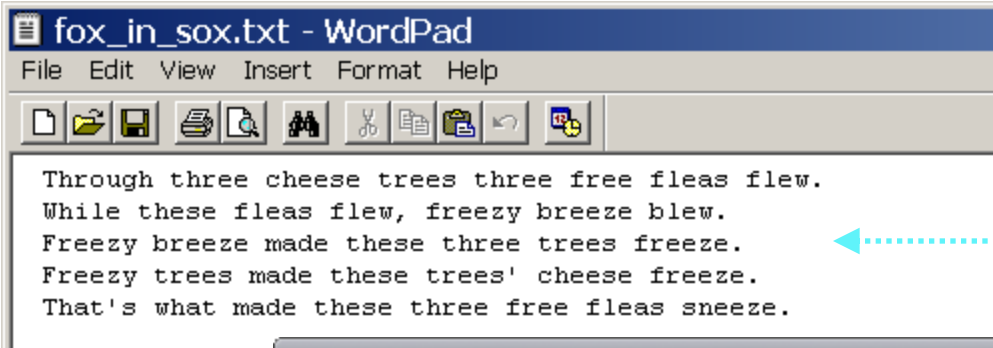 fox_in_sox.txt - WordPad
File Edit View Insert Format Help
Through three cheese trees three free fleas flew.
While these fleas flew, freezy breeze blew.
Freezy breeze made these three trees freeze.
Freezy trees made these trees' cheese freeze.
That's what made these three free fleas sneeze.